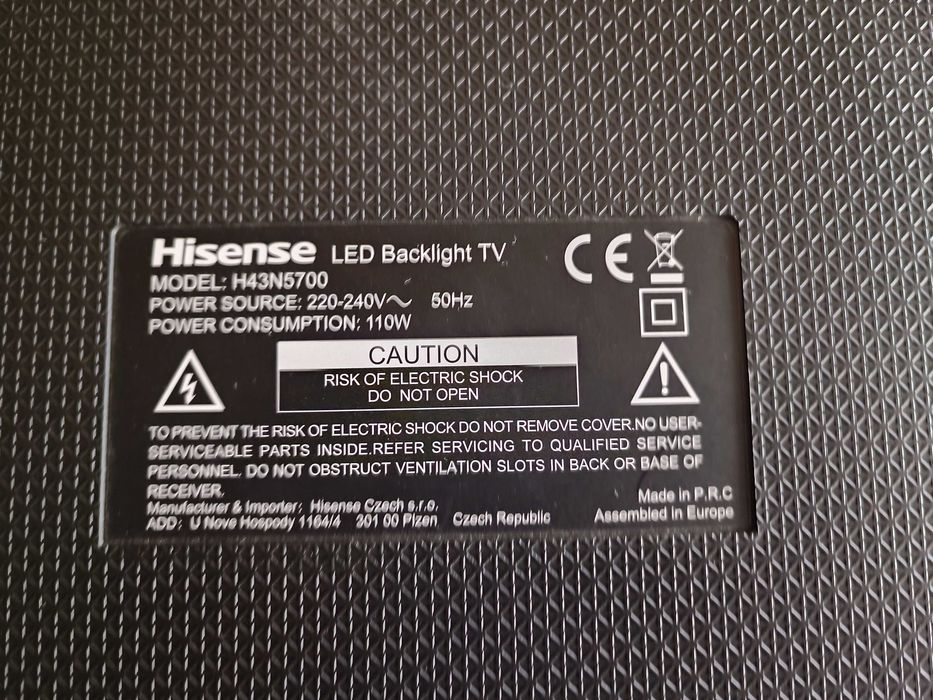 Hisense LED Backlight TV
MODEL: H43N5700
POWER SOURCE: 220-240V～ 50Hz
POWER CONSUMPTION: 110W
CAUTION
RISK OF ELECTRIC SHOCK
DO NOT OPEN
TO PREVENT THE RISK OF ELECTRIC SHOCK DO NOT REMOVE COVER.NO USER-
SERVICEABLE PARTS INSIDE.REFER SERVICING TO QUALIFIED SERVICE
PERSONNEL. DO NOT OBSTRUCT VENTILATION SLOTS IN BACK OR BASE OF
RECEIVER.
Manufacturer & Importer: Hisense Czech s.r.o.
ADD: U Nove Hospody 1164/4 301 00 Plzen Czech Republic
Made in P.R.C
Assembled in Europe
CE